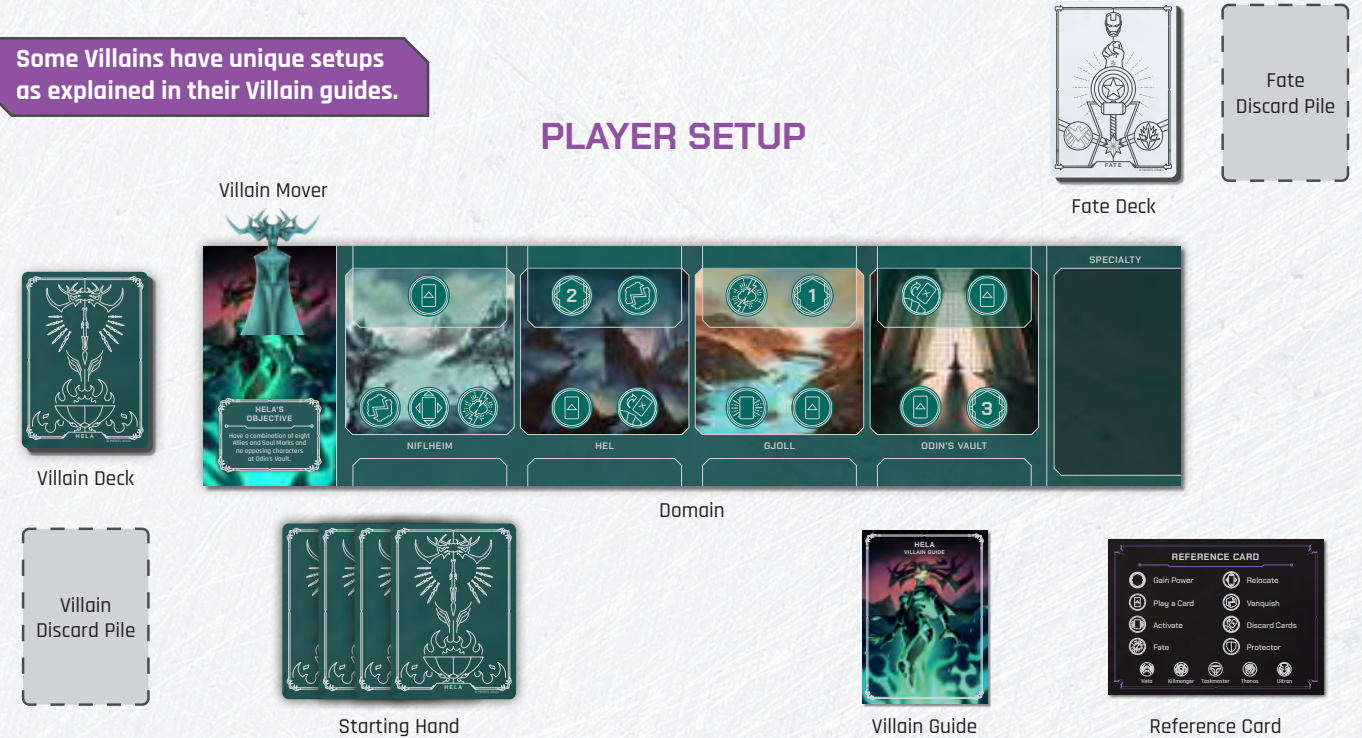 Some Villains have unique setups
as explained in their Villain guides.
PLAYER SETUP
FATE
Fate Deck
Fate
Discard Pile
Villain Mover
HELA
Villain Deck
HELA'S
OBJECTIVE
Have a combination of eight
Allies and Soul Marks and
no opposing characters
at Odin's Vault.
NIFLHEIM
2
HEL
1
GJOLL
3
ODIN'S VAULT
SPECIALTY
Domain
Villain
Discard Pile
HELA
Starting Hand
HELA
VILLAIN GUIDE
Villain Guide
REFERENCE CARD
Gain Power
Relocate
Play a Card
Vanquish
Activate
Discard Cards
Fate
Protector
Hela
Killmonger
Taskmaster
Thanos
Ultron
Reference Card